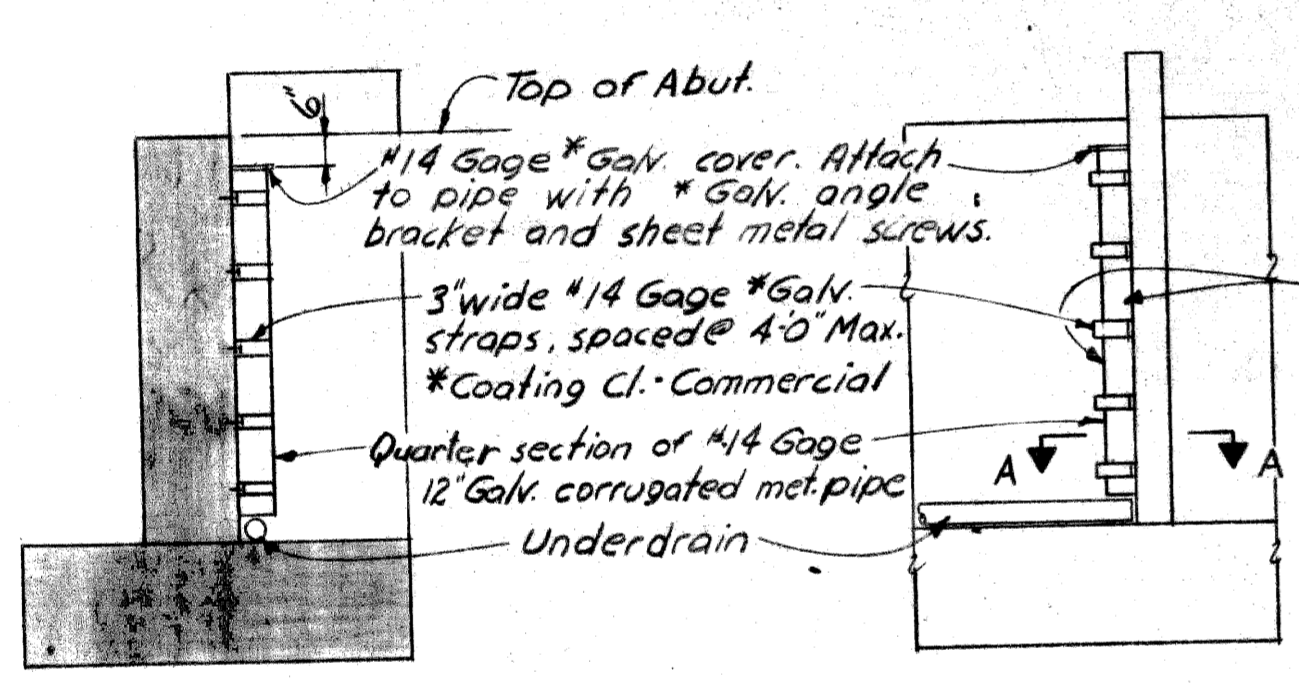 6"
Top of Abut.
#14 Gage *Galv. cover. Attach
to pipe with *Galv. angle
bracket and sheet metal screws.
3"wide #14 Gage *Galv.
straps, spaced@ 4'-0" Max.
*Coating Cl. Commercial
Quarter section of #14 Gage
12" Galv. corrugated met. pipe
A A
Underdrain